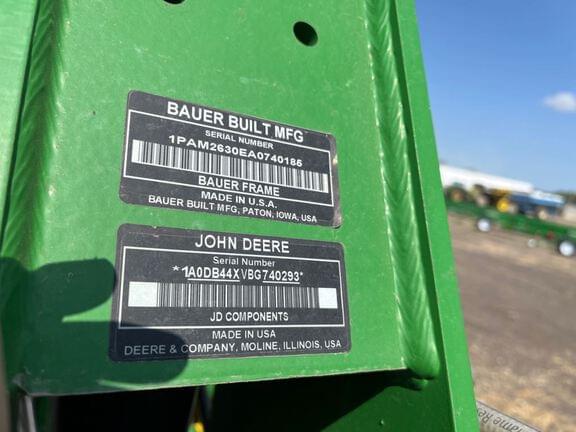 BAUER BUILT MFG
SERIAL NUMBER
1PAM2630EA0740186
BAUER FRAME
MADE IN U.S.A.
BAUER BUILT MFG, PATON, IOWA, USA
JOHN DEERE
Serial Number
*1A0DB44XVBG740293*
JD COMPONENTS
MADE IN USA
DEERE & COMPANY, MOLINE, ILLINOIS, USA